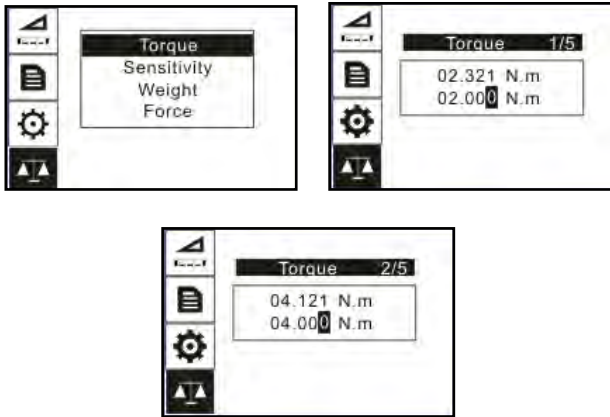 Torque
Sensitivity
Weight
Force
Torque 1/5
02.321 N.m
02.000 N.m
Torque 2/5
04.121 N.m
04.000 N.m